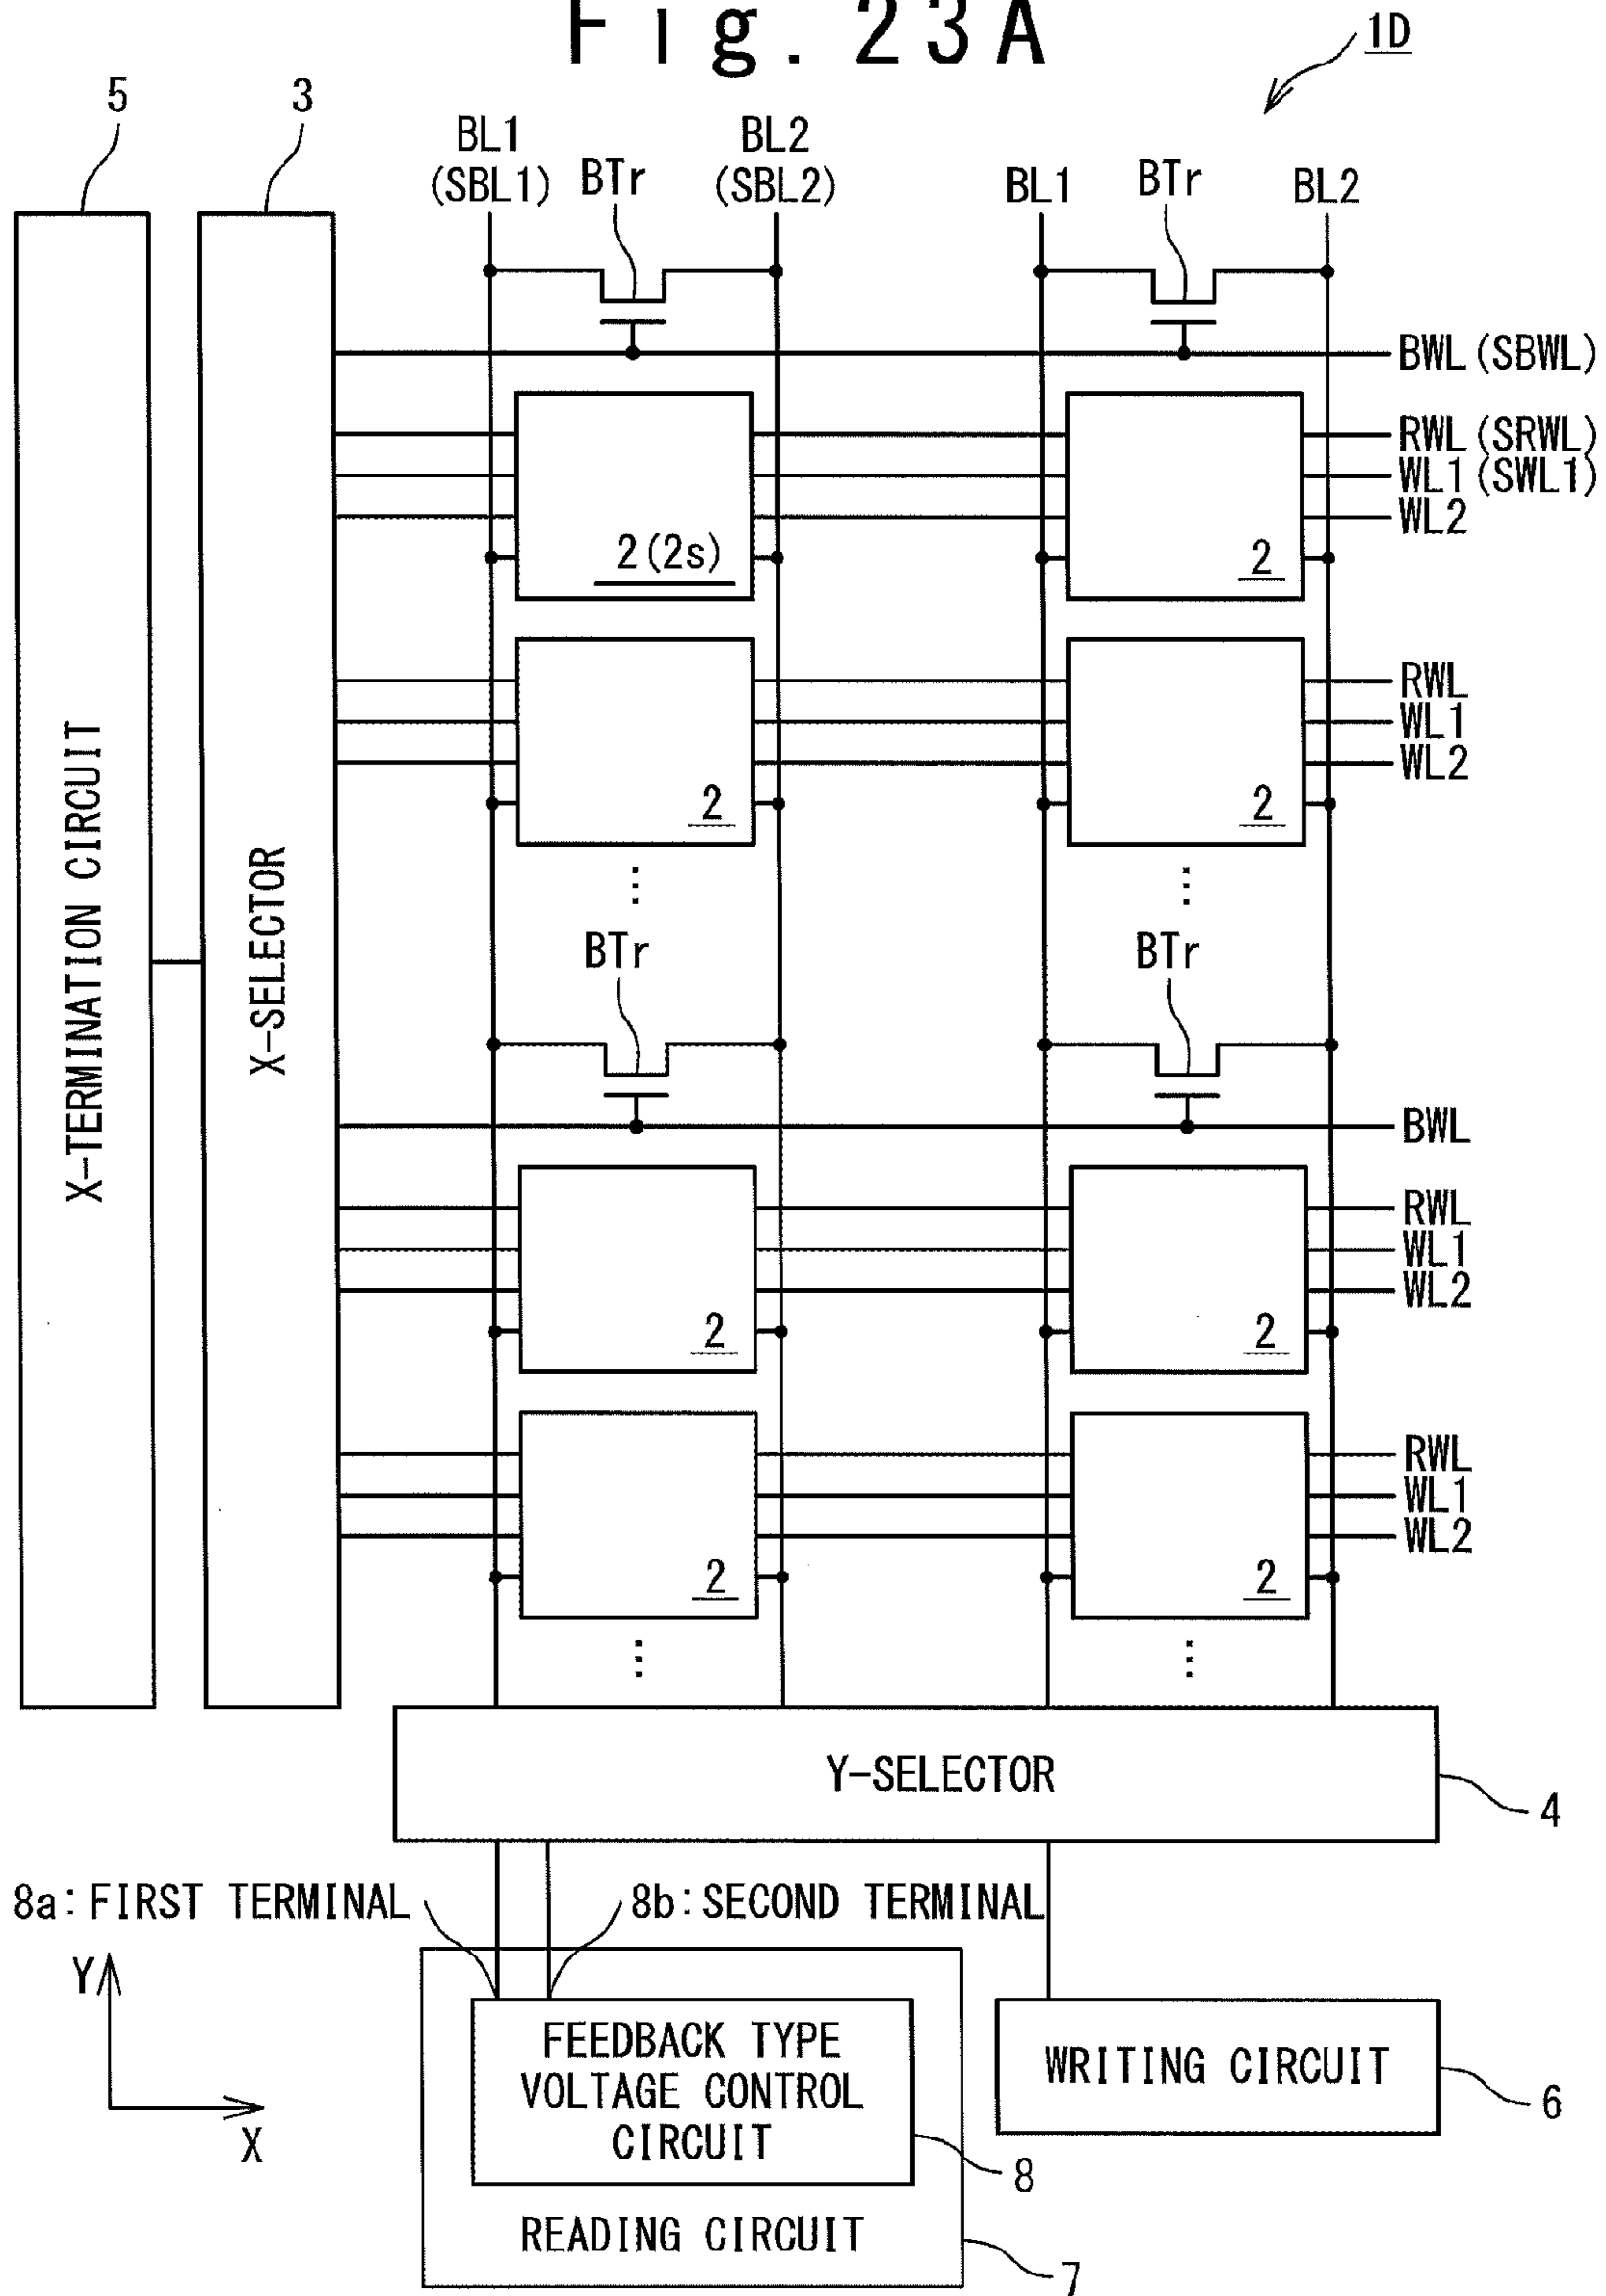 Fig. 23A
1D
5
3
BL1
(SBL1)
BTr
BL2
(SBL2)
BL1
BTr
BL2
BWL(SBWL)
RWL(SRWL)
WL1(SWL1)
WL2
2(2s)
2
RWL
WL1
WL2
2
2
X-TERMINATION CIRCUIT
X-SELECTOR
BTr
BTr
BWL
RWL
WL1
WL2
2
2
RWL
WL1
WL2
2
2
Y-SELECTOR
4
8a:FIRST TERMINAL
8b:SECOND TERMINAL
Y
X
FEEDBACK TYPE
VOLTAGE CONTROL
CIRCUIT
8
READING CIRCUIT
7
WRITING CIRCUIT
6